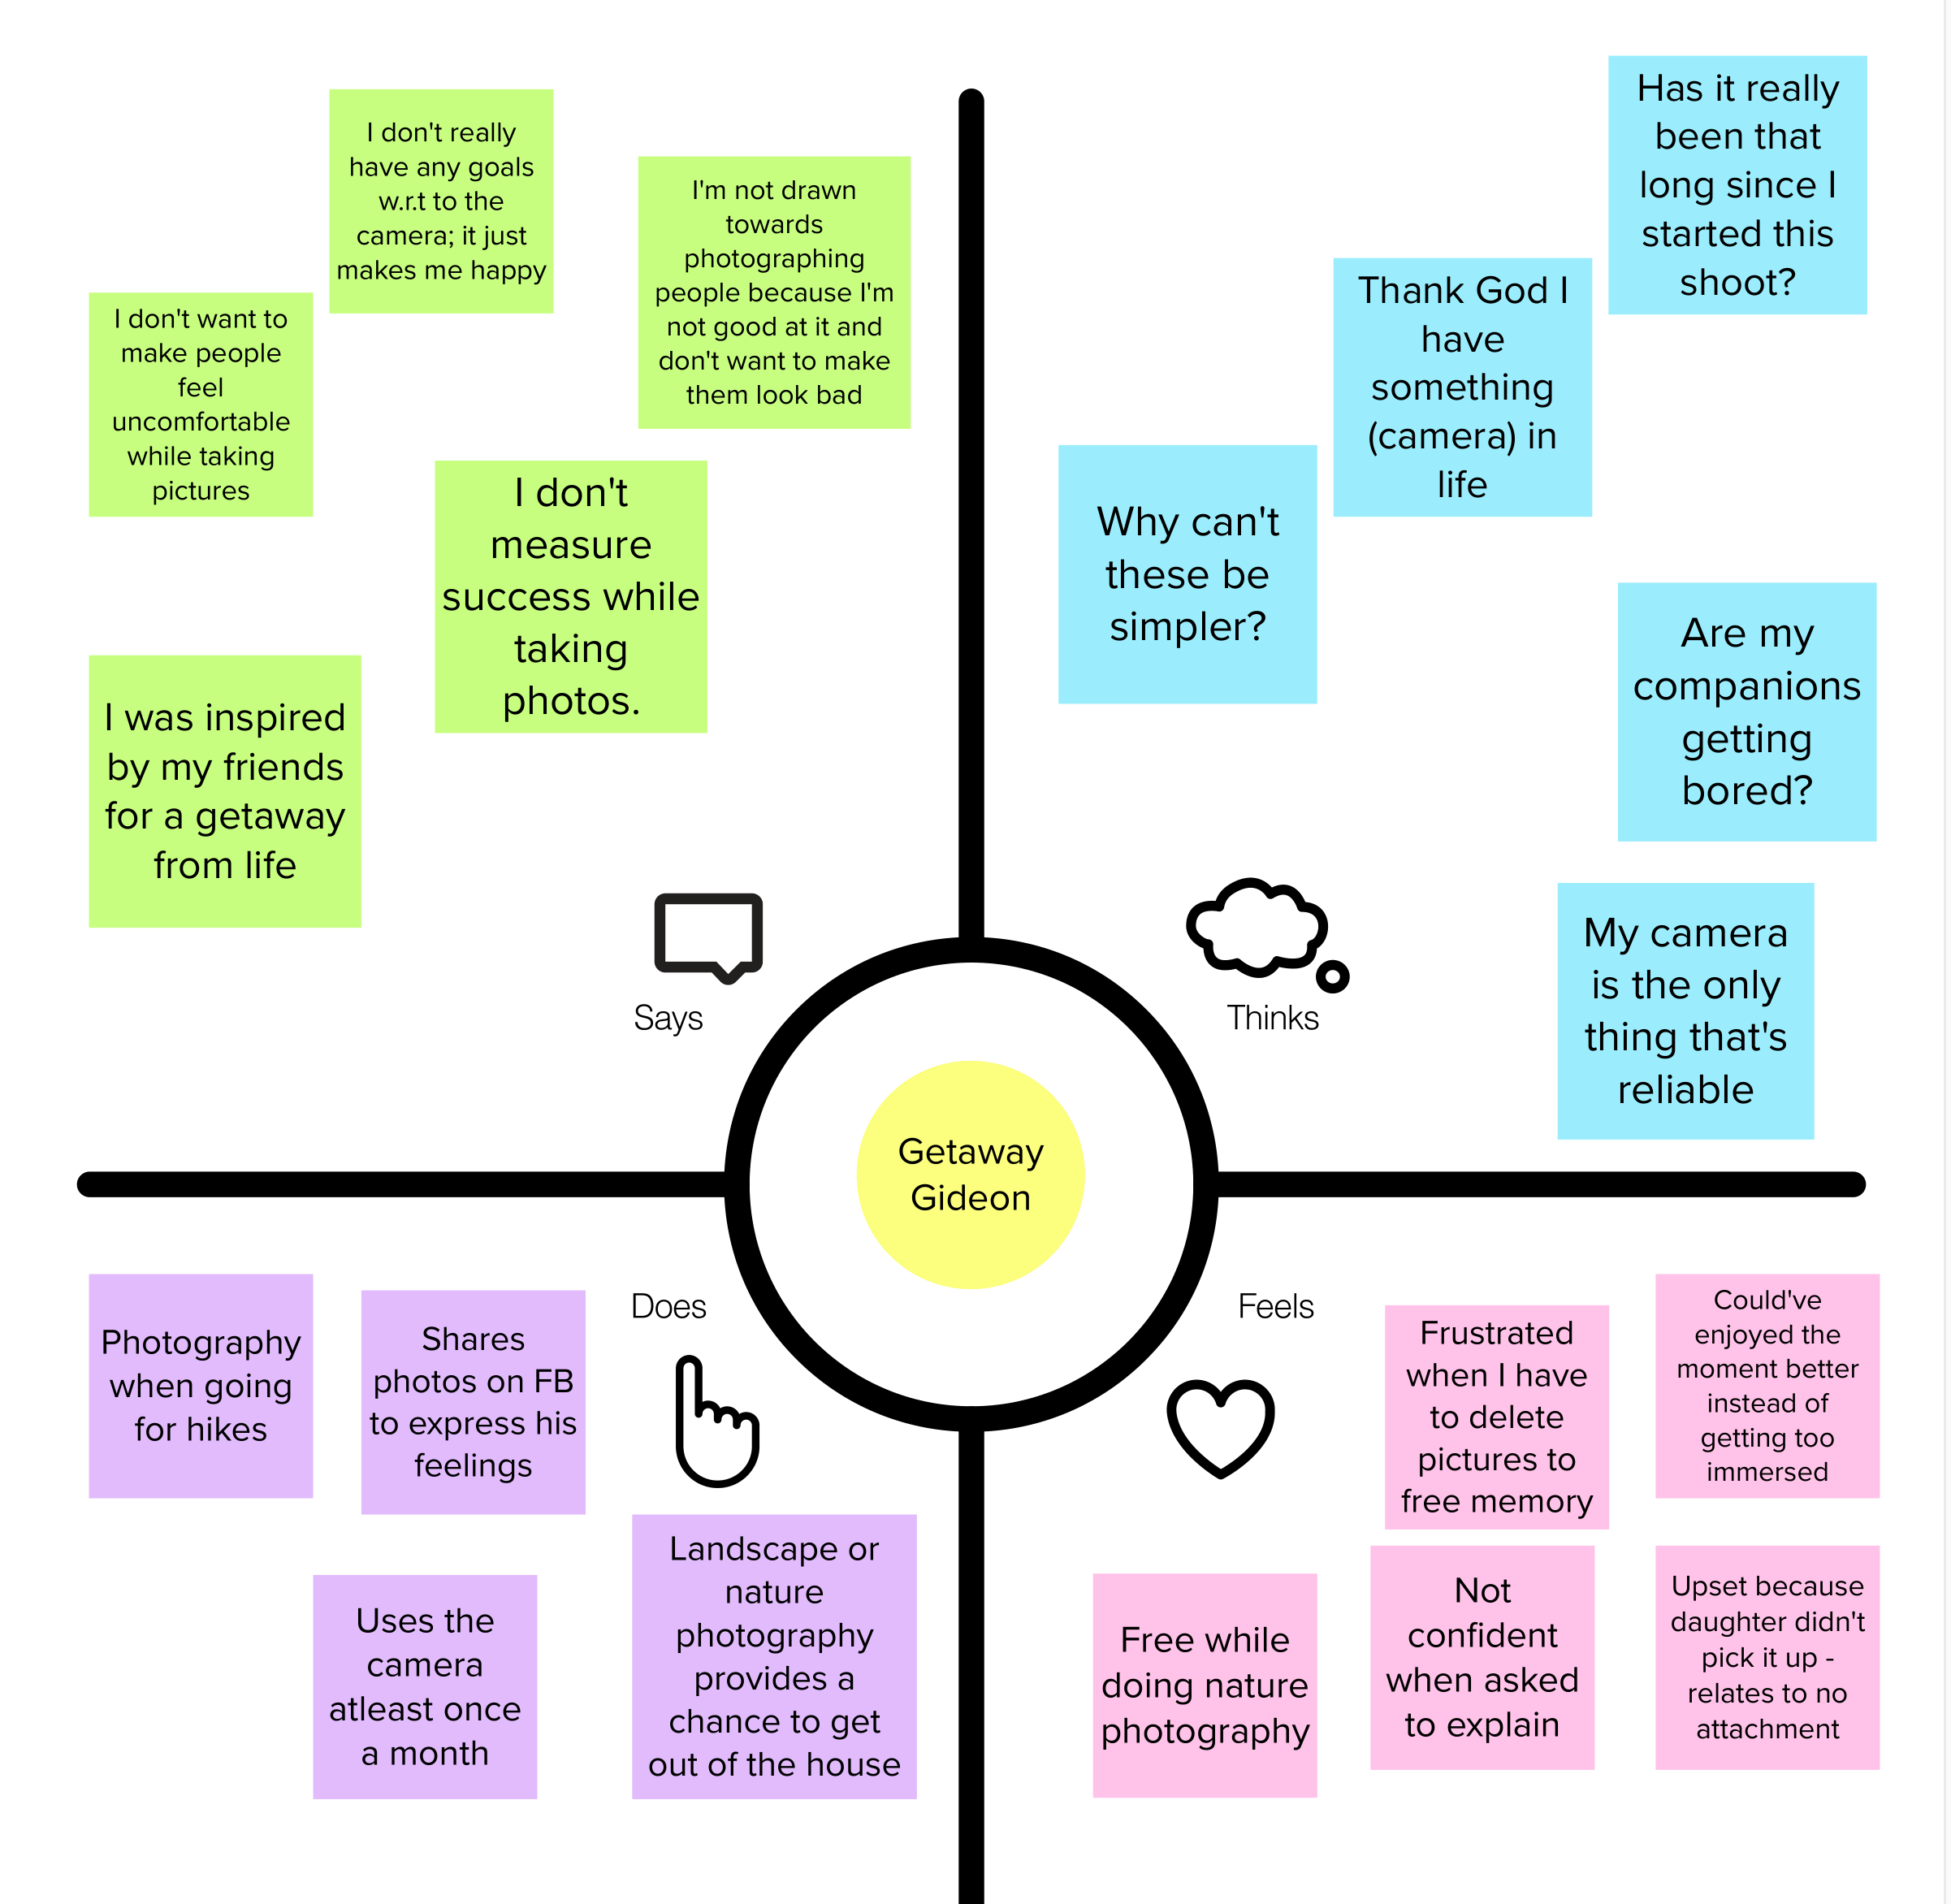 I don't really
have any goals
w.r.t to the
camera; it just
makes me happy
I'm not drawn
towards
photographing
people because I'm
not good at it and
don't want to make
them look bad
I don't want to
make people
feel
uncomfortable
while taking
pictures
I don't
measure
success while
taking
photos.
I was inspired
by my friends
for a getaway
from life
Says
Has it really
been that
long since I
started this
shoot?
Thank God I
have
something
(camera) in
life
Why can't
these be
simpler?
Are my
companions
getting
bored?
My camera
is the only
thing that's
reliable
Thinks
Getaway
Gideon
Does
Photography
when going
for hikes
Shares
photos on FB
to express his
feelings
Uses the
camera
atleast once
a month
Landscape or
nature
photography
provides a
chance to get
out of the house
Feels
Frustrated
when I have
to delete
pictures to
free memory
Could've
enjoyed the
moment better
instead of
getting too
immersed
Free while
doing nature
photography
Not
confident
when asked
to explain
Upset because
daughter didn't
pick it up -
relates to no
attachment